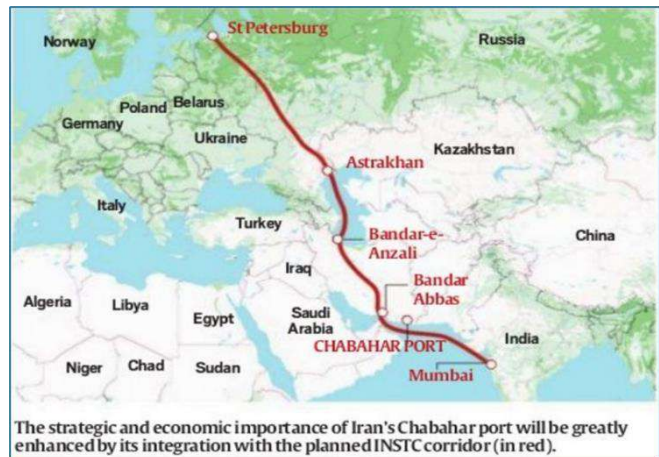 St Petersburg
Norway
Russia
Belarus
Poland
Germany
Ukraine
Kazakhstan
Astrakhan
Italy
Turkey
Bandar-e-
Anzali
China
Iraq
Bandar
Abbas
Algeria
Libya
Egypt
Saudi
Arabia
CHABAHAR PORT
India
Niger
Chad
Sudan
Mumbai
The strategic and economic importance of Iran's Chabahar port will be greatly
enhanced by its integration with the planned INSTC corridor (in red).